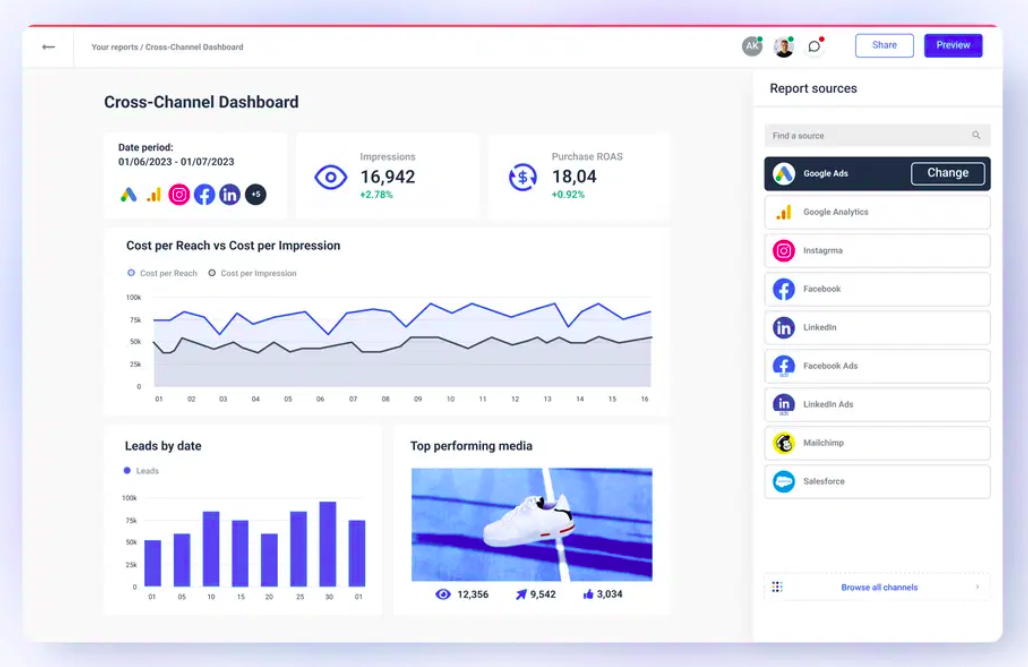 Your reports / Cross-Channel Dashboard
AK
Share
Preview
Cross-Channel Dashboard
Date period:
01/06/2023 - 01/07/2023
+5
Impressions
16,942
+2.78%
Purchase ROAS
18,04
+0.92%
Cost per Reach vs Cost per Impression
Cost per Reach
Cost per Impression
100k
75k
50k
25k
0
01 02 03 04 05 06 07 08 09 10 11 12 13 14 15 16
Leads by date
Leads
100k
75k
50k
25k
0
01 05 10 15 20 25 30 01
Top performing media
12,356 9,542 3,034
Report sources
Find a source
Google Ads
Change
Google Analytics
Instagrma
Facebook
LinkedIn
Facebook Ads
LinkedIn Ads
Mailchimp
Salesforce
Browse all channels